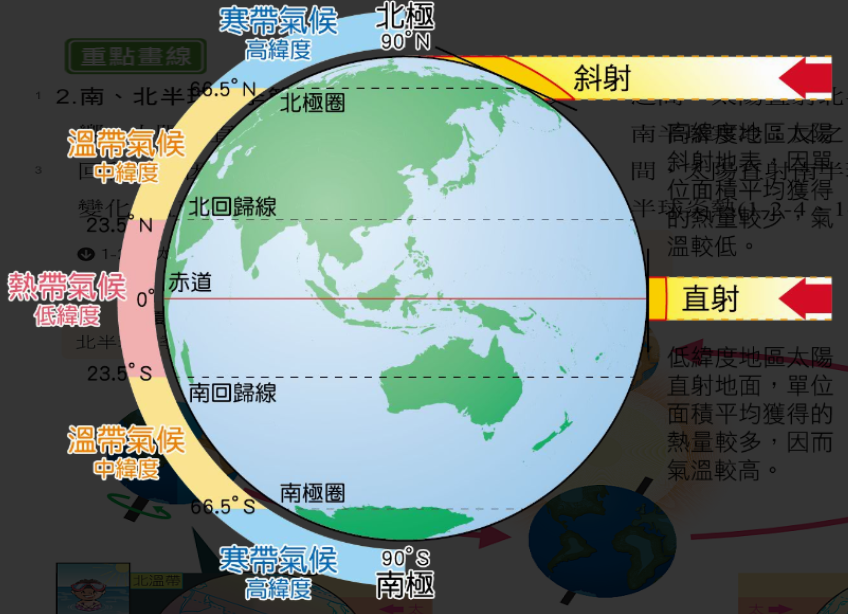 寒帶氣候
高緯度
北極
90°N
重點畫線
66.5°N
北極圈
斜射
2.南、北半
溫帶氣候
中緯度
高緯度地區太陽
斜射地表，因單
位面積平均獲得
的熱量較少，氣
溫較低。
變化
北回歸線
23.5°N
熱帶氣候
低緯度
赤道
0°
直射
北半
23.5°S
南回歸線
低緯度地區太陽
直射地面，單位
面積平均獲得的
熱量較多，因而
氣溫較高。
溫帶氣候
中緯度
南極圈
66.5°S
寒帶氣候
高緯度
90°S
南極
北溫帶